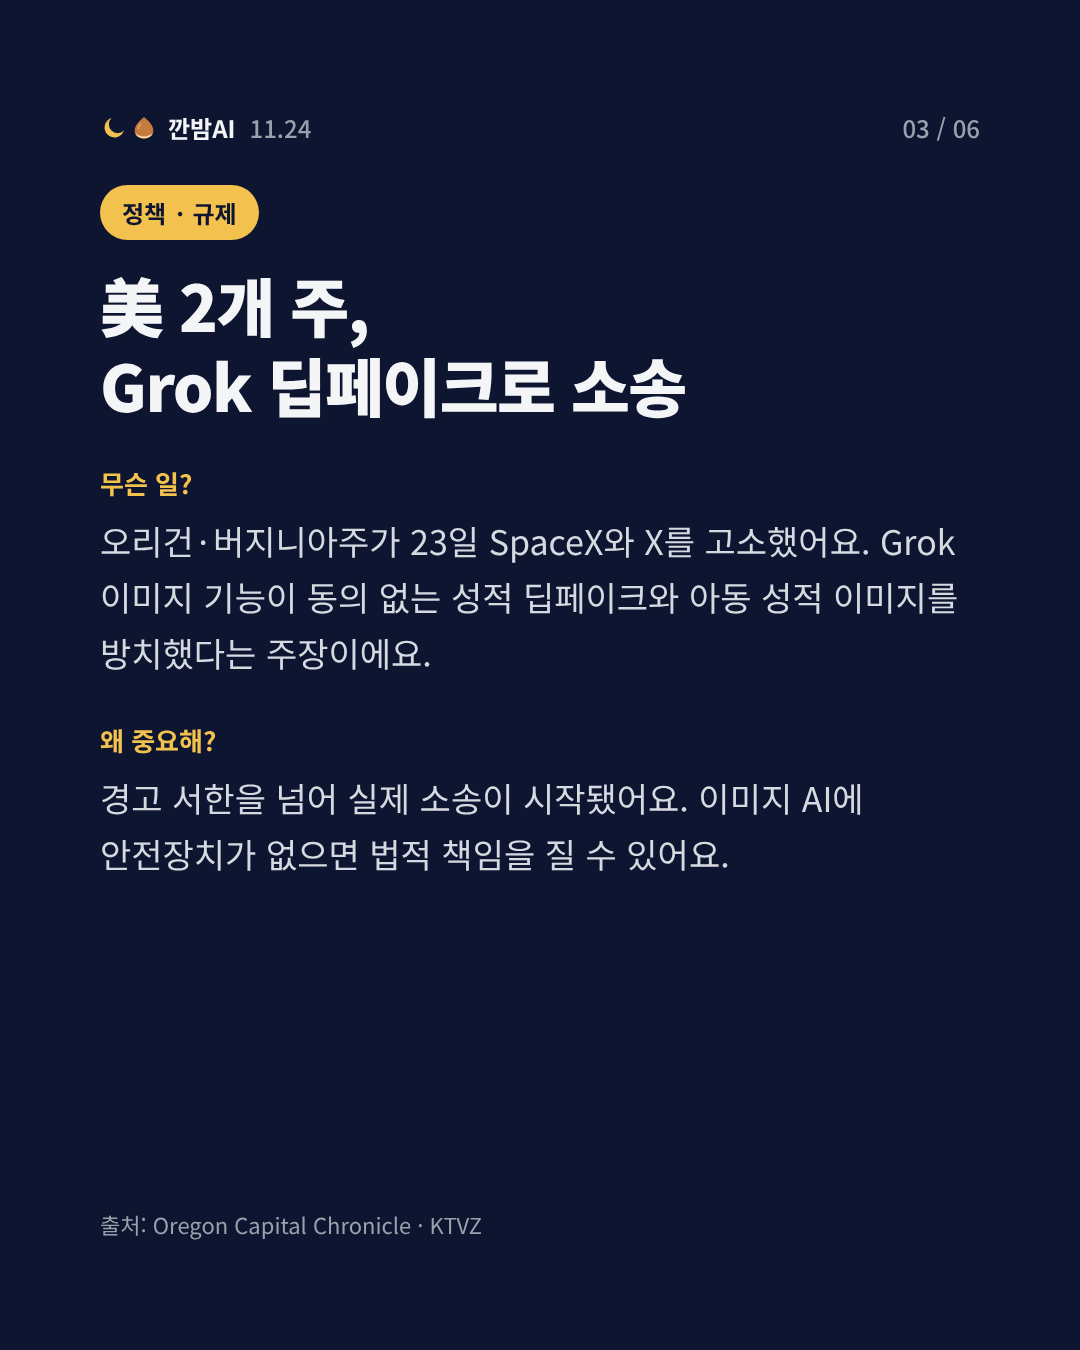 깐밤AI 11.24
03 / 06
정책 · 규제
美 2개 주,
Grok 딥페이크로 소송
무슨 일?
오리건·버지니아주가 23일 SpaceX와 X를 고소했어요. Grok
이미지 기능이 동의 없는 성적 딥페이크와 아동 성적 이미지를
방치했다는 주장이에요.
왜 중요해?
경고 서한을 넘어 실제 소송이 시작됐어요. 이미지 AI에
안전장치가 없으면 법적 책임을 질 수 있어요.
출처: Oregon Capital Chronicle · KTVZ